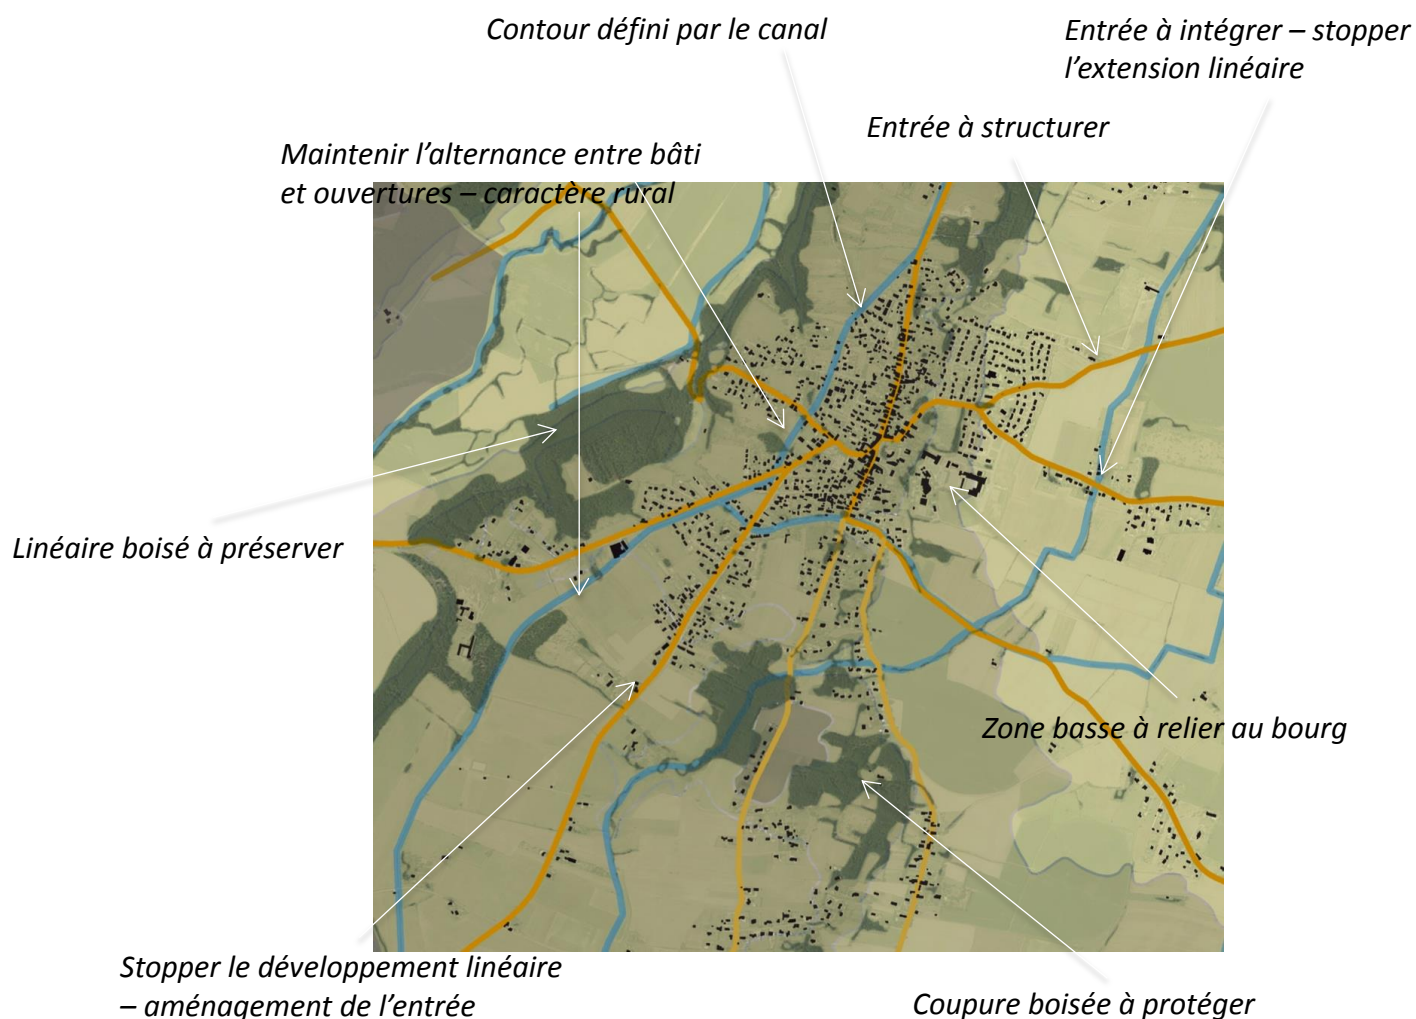 Contour défini par le canal
Entrée à intégrer – stopper
l’extension linéaire
Entrée à structurer
Maintenir l’alternance entre bâti
et ouvertures – caractère rural
Linéaire boisé à préserver
Zone basse à relier au bourg
Stopper le développement linéaire
– aménagement de l’entrée
Coupure boisée à protéger